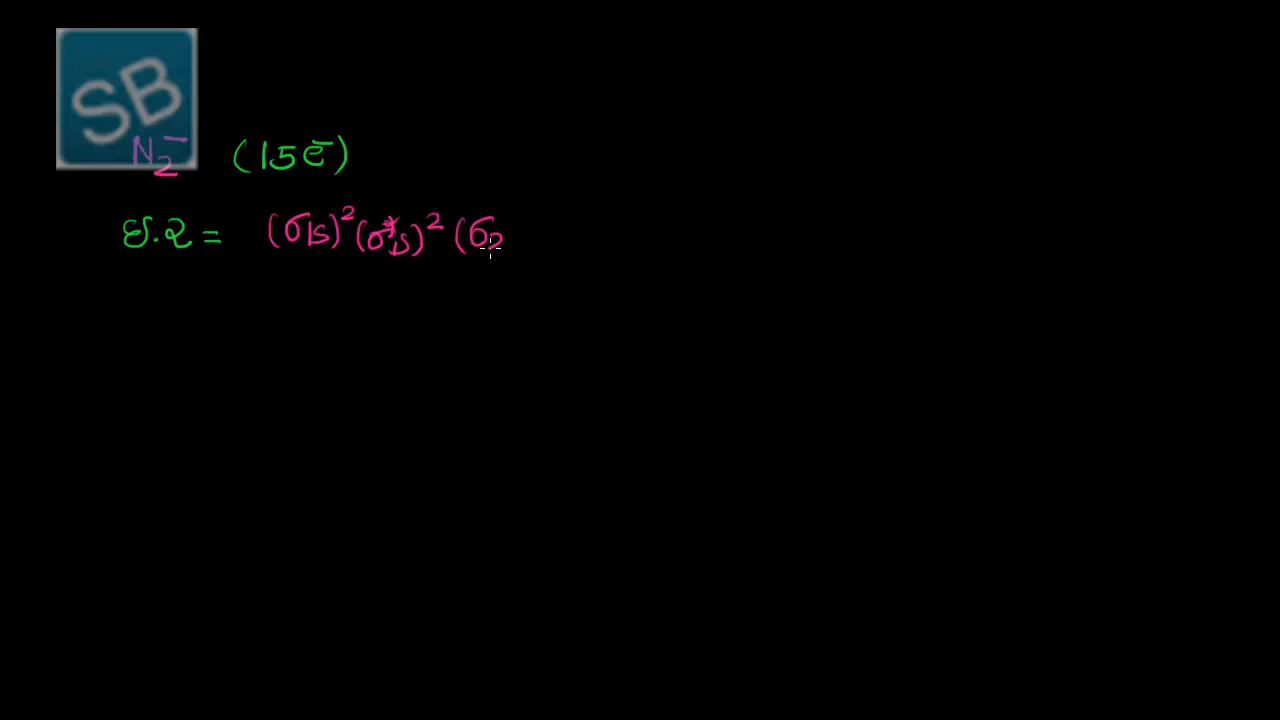 SB
N₂⁻ (15e⁻)
ઈ.રૂ = (σ1s)² (σ*1s)² (σ2